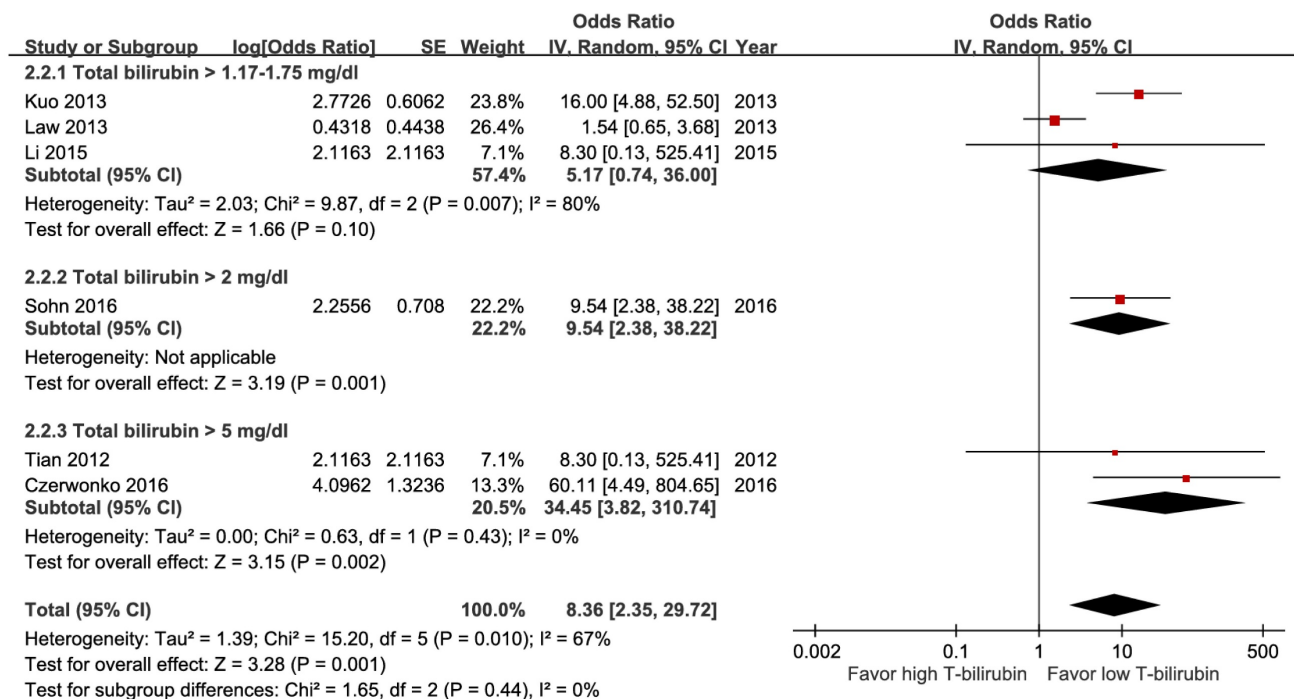 Odds Ratio Odds Ratio
Study or Subgroup log[Odds Ratio] SE Weight IV, Random, 95% CI Year IV, Random, 95% CI
2.2.1 Total bilirubin > 1.17-1.75 mg/dl
Kuo 2013 2.7726 0.6062 23.8% 16.00 [4.88, 52.50] 2013
Law 2013 0.4318 0.4438 26.4% 1.54 [0.65, 3.68] 2013
Li 2015 2.1163 2.1163 7.1% 8.30 [0.13, 525.41] 2015
Subtotal (95% CI) 57.4% 5.17 [0.74, 36.00]
Heterogeneity: Tau² = 2.03; Chi² = 9.87, df = 2 (P = 0.007); I² = 80%
Test for overall effect: Z = 1.66 (P = 0.10)
2.2.2 Total bilirubin > 2 mg/dl
Sohn 2016 2.2556 0.708 22.2% 9.54 [2.38, 38.22] 2016
Subtotal (95% CI) 22.2% 9.54 [2.38, 38.22]
Heterogeneity: Not applicable
Test for overall effect: Z = 3.19 (P = 0.001)
2.2.3 Total bilirubin > 5 mg/dl
Tian 2012 2.1163 2.1163 7.1% 8.30 [0.13, 525.41] 2012
Czerwonko 2016 4.0962 1.3236 13.3% 60.11 [4.49, 804.65] 2016
Subtotal (95% CI) 20.5% 34.45 [3.82, 310.74]
Heterogeneity: Tau² = 0.00; Chi² = 0.63, df = 1 (P = 0.43); I² = 0%
Test for overall effect: Z = 3.15 (P = 0.002)
Total (95% CI) 100.0% 8.36 [2.35, 29.72]
Heterogeneity: Tau² = 1.39; Chi² = 15.20, df = 5 (P = 0.010); I² = 67%
Test for overall effect: Z = 3.28 (P = 0.001)
Test for subgroup differences: Chi² = 1.65, df = 2 (P = 0.44), I² = 0%
0.002 0.1 1 10 500
Favor high T-bilirubin Favor low T-bilirubin